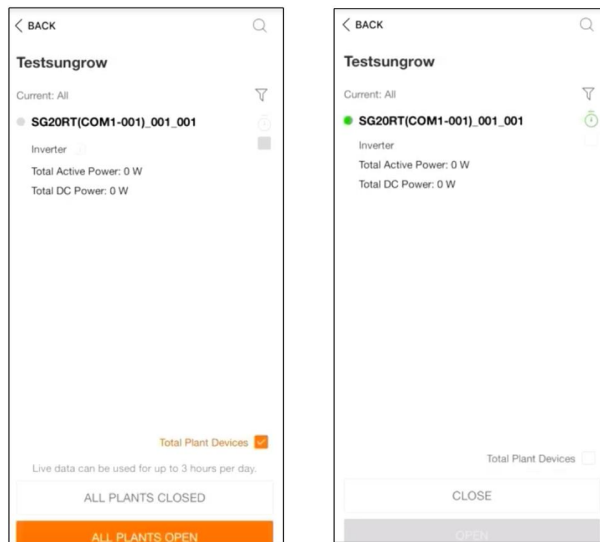 BACK
Testsungrow
Current: All
SG20RT(COM1-001)_001_001
Inverter
Total Active Power: 0 W
Total DC Power: 0 W
Total Plant Devices
Live data can be used for up to 3 hours per day.
ALL PLANTS CLOSED
ALL PLANTS OPEN
BACK
Testsungrow
Current: All
SG20RT(COM1-001)_001_001
Inverter
Total Active Power: 0 W
Total DC Power: 0 W
Total Plant Devices
CLOSE
OPEN